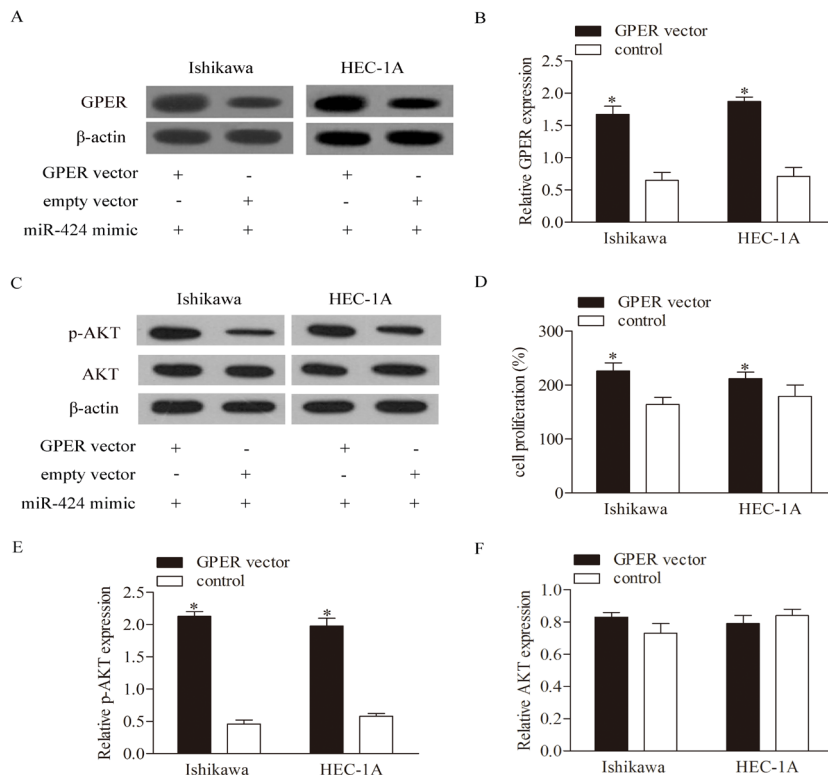 A
Ishikawa HEC-1A
GPER
β-actin
GPER vector + - + -
empty vector - + - +
miR-424 mimic + + + +
B
GPER vector
control
Relative GPER expression
2.0
1.5
1.0
0.5
0.0
* *
Ishikawa HEC-1A
C
Ishikawa HEC-1A
p-AKT
AKT
β-actin
GPER vector + - + -
empty vector - + - +
miR-424 mimic + + + +
D
GPER vector
control
cell proliferation (%)
300
200
100
0
* *
Ishikawa HEC-1A
E
GPER vector
control
Relative p-AKT expression
2.5
2.0
1.5
1.0
0.5
0.0
* *
Ishikawa HEC-1A
F
GPER vector
control
Relative AKT expression
1.0
0.8
0.6
0.4
0.2
0.0
Ishikawa HEC-1A